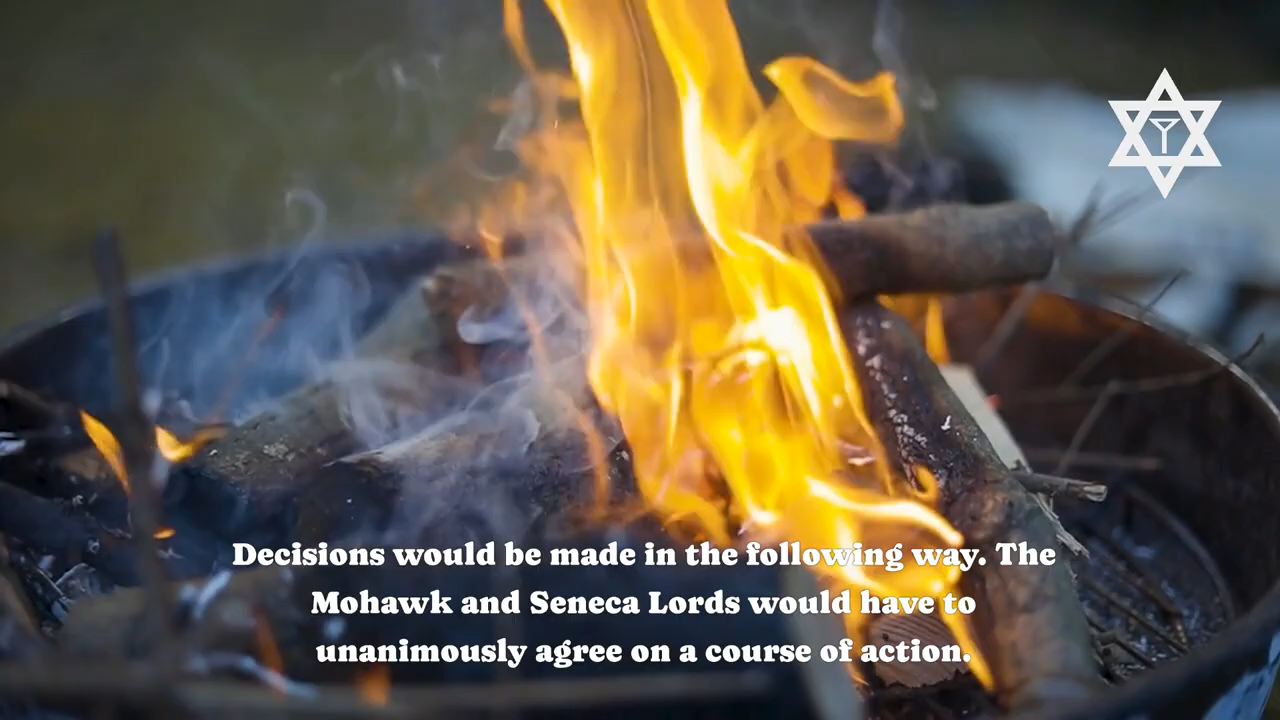 Decisions would be made in the following way. The
Mohawk and Seneca Lords would have to
unanimously agree on a course of action.